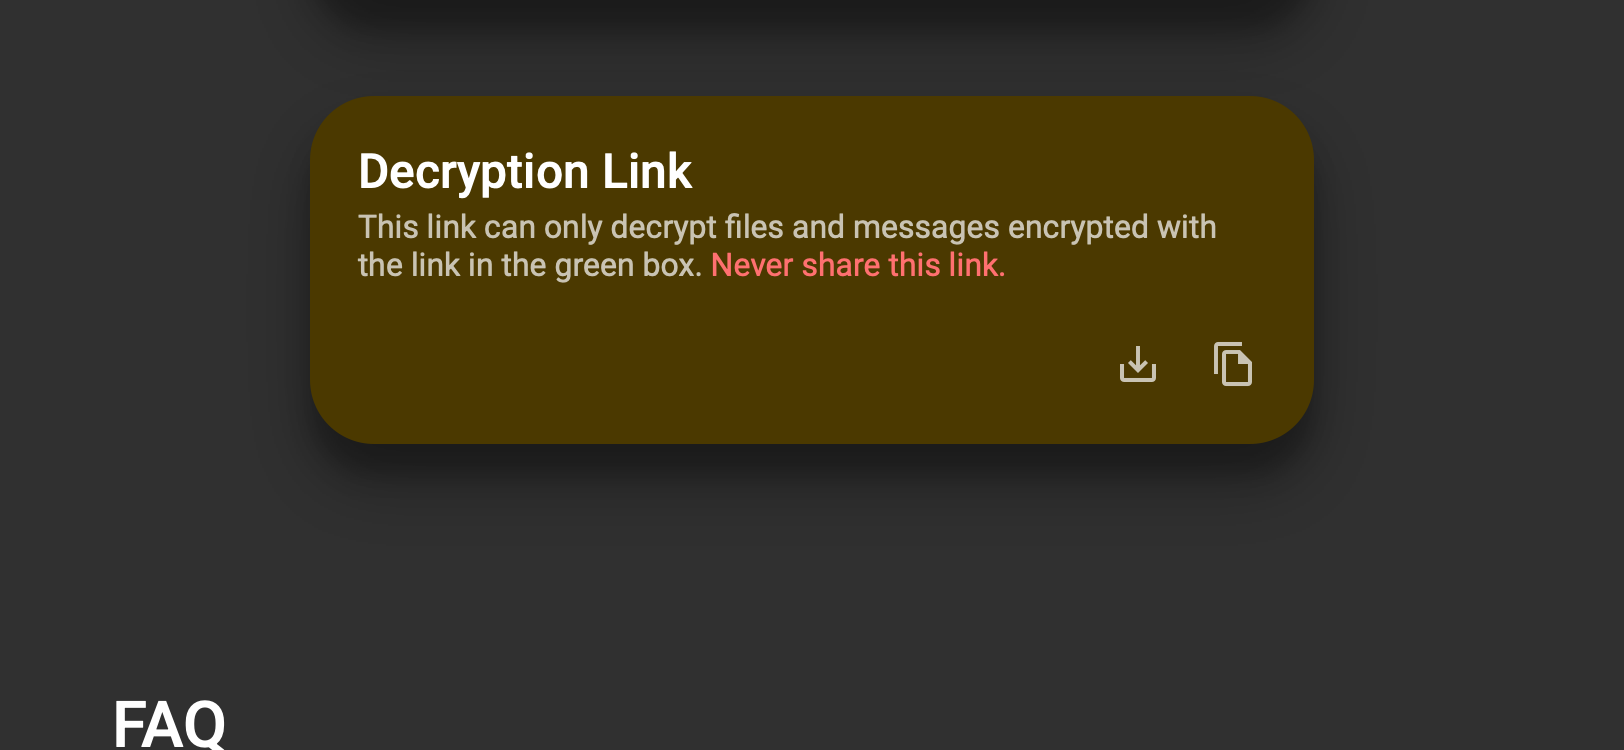 Decryption Link
This link can only decrypt files and messages encrypted with
the link in the green box. Never share this link.
FAQ